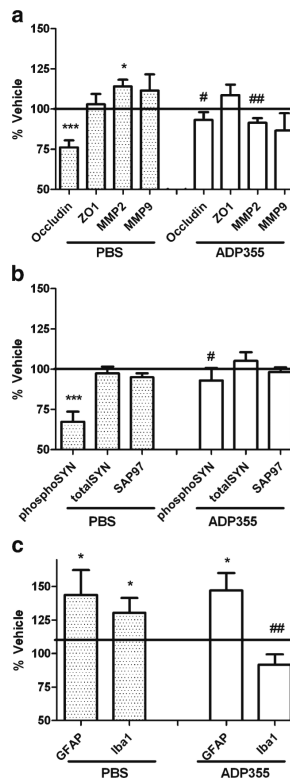 a
% Vehicle
125
100
75
50
***
*
#
##
Occludin
ZO1
MMP2
MMP9
Occludin
ZO1
MMP2
MMP9
PBS
ADP355
b
% Vehicle
150
125
100
75
50
***
#
phosphoSYN
totalSYN
SAP97
phosphoSYN
totalSYN
SAP97
PBS
ADP355
c
% Vehicle
150
125
100
75
50
*
*
*
##
GFAP
Iba1
GFAP
Iba1
PBS
ADP355